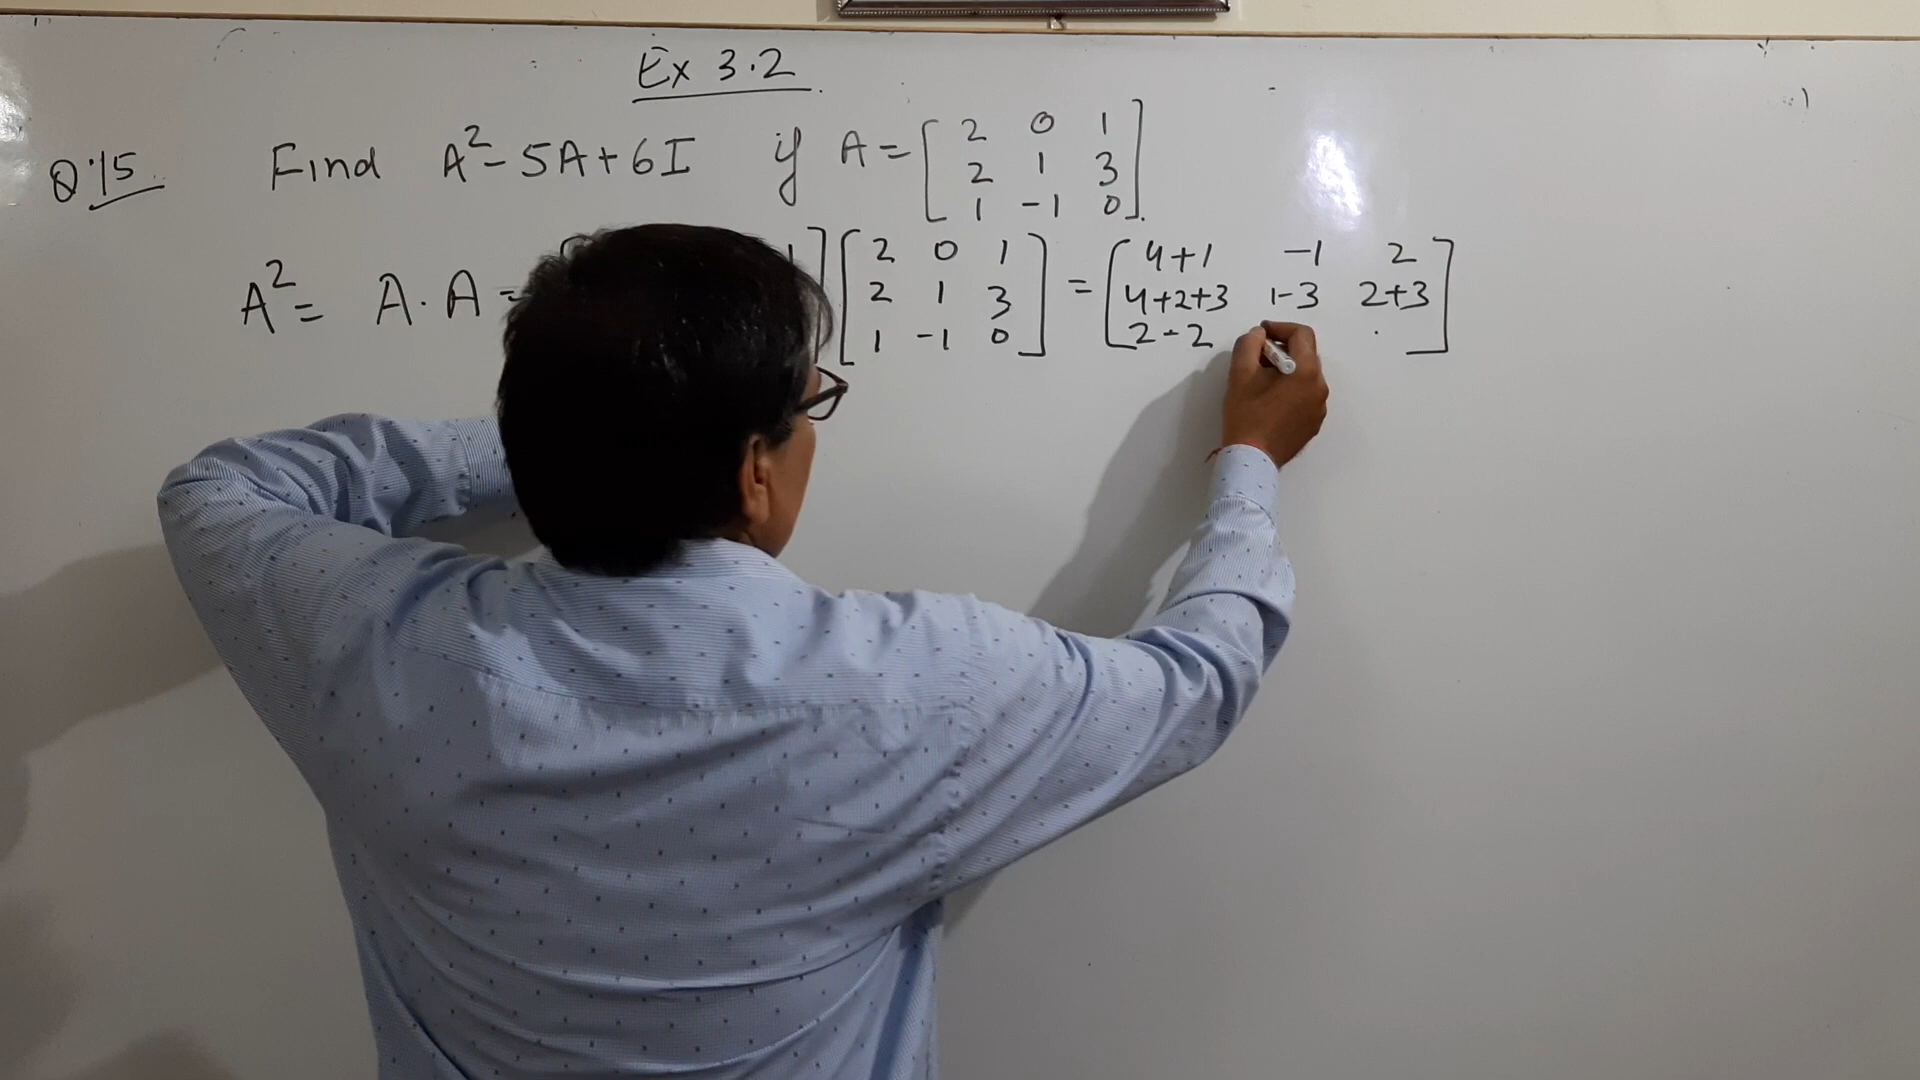 Ex 3.2
Q.15 Find A²-5A+6I if A=[2 0 1
2 1 3
1 -1 0]
A²= A.A= 1][2 0 1
2 1 3
1 -1 0] = [4+1 -1 2
4+2+3 1-3 2+3
2-2 ]